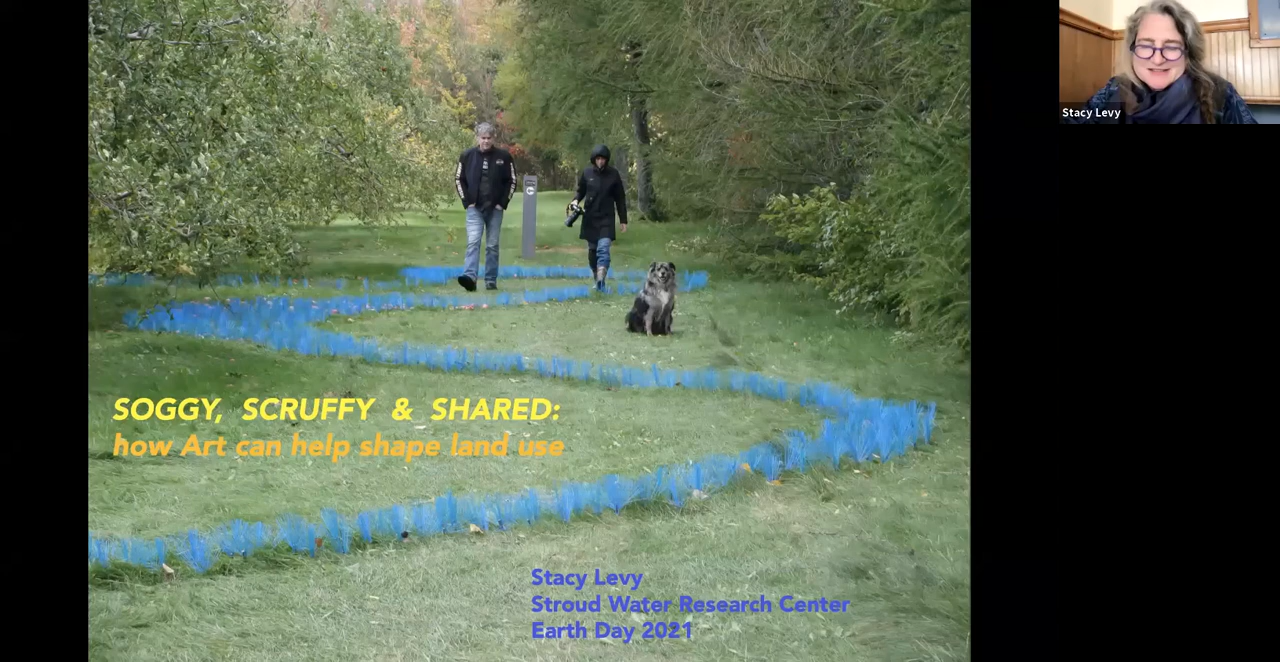 Stacy Levy
SOGGY, SCRUFFY & SHARED:
how Art can help shape land use
Stacy Levy
Stroud Water Research Center
Earth Day 2021